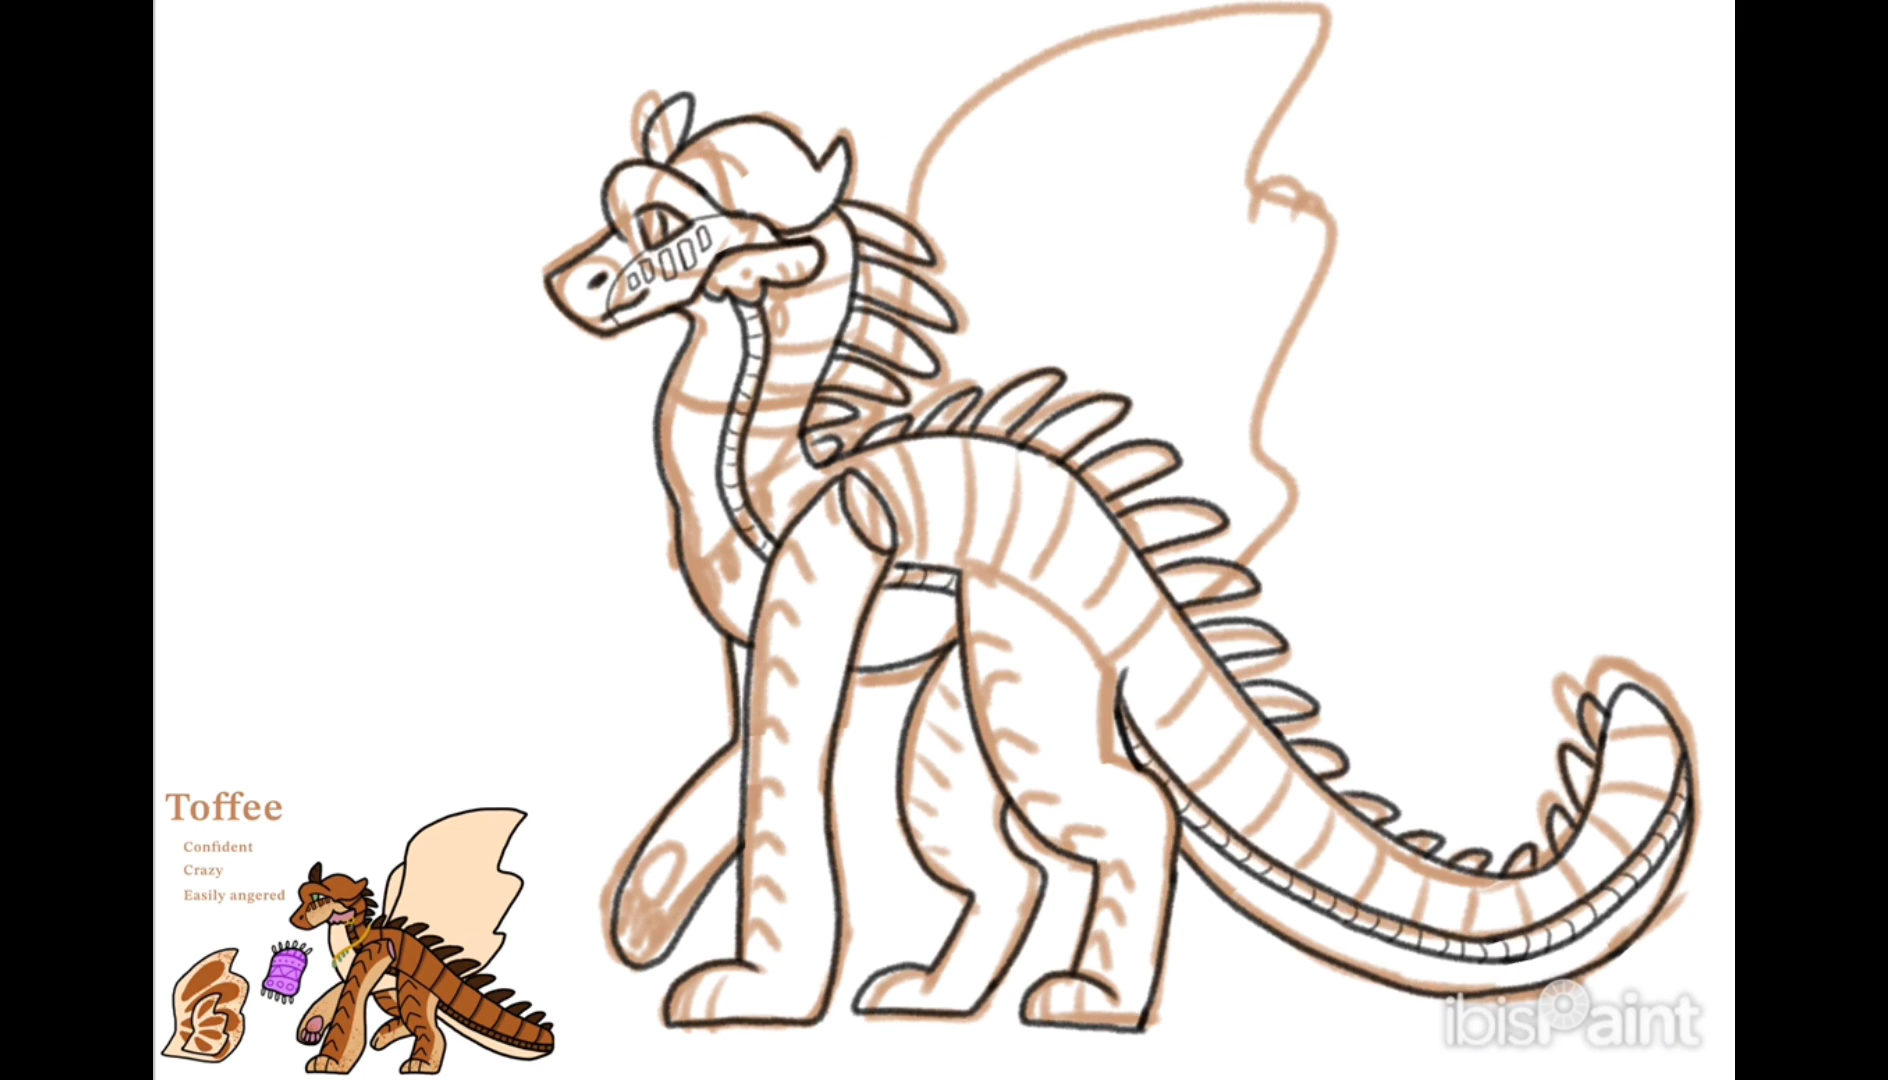 Toffee
Confident
Crazy
Easily angered
ibisPaint